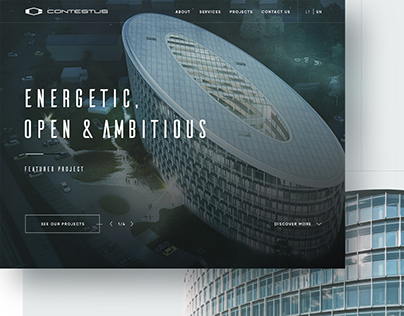 CONTESTUS
ABOUT SERVICES PROJECTS CONTACT US LT | EN
ENERGETIC,
OPEN & AMBITIOUS
FEATURED PROJECT
SEE OUR PROJECTS 1/4 DISCOVER MORE